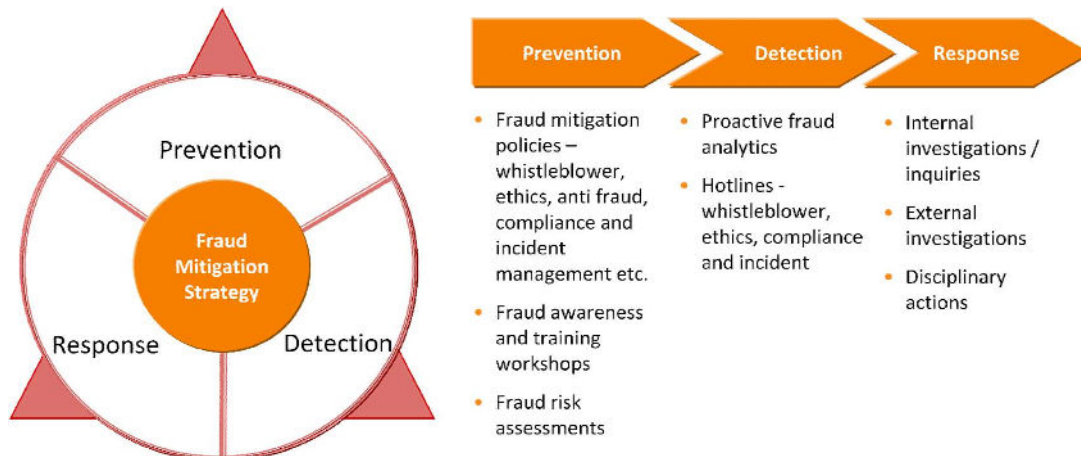 Prevention
Fraud
Mitigation
Strategy
Response
Detection
Prevention
• Fraud mitigation
policies –
whistleblower,
ethics, anti fraud,
compliance and
incident
management etc.
• Fraud awareness
and training
workshops
• Fraud risk
assessments
Detection
• Proactive fraud
analytics
• Hotlines -
whistleblower,
ethics, compliance
and incident
Response
• Internal
investigations /
inquiries
• External
investigations
• Disciplinary
actions